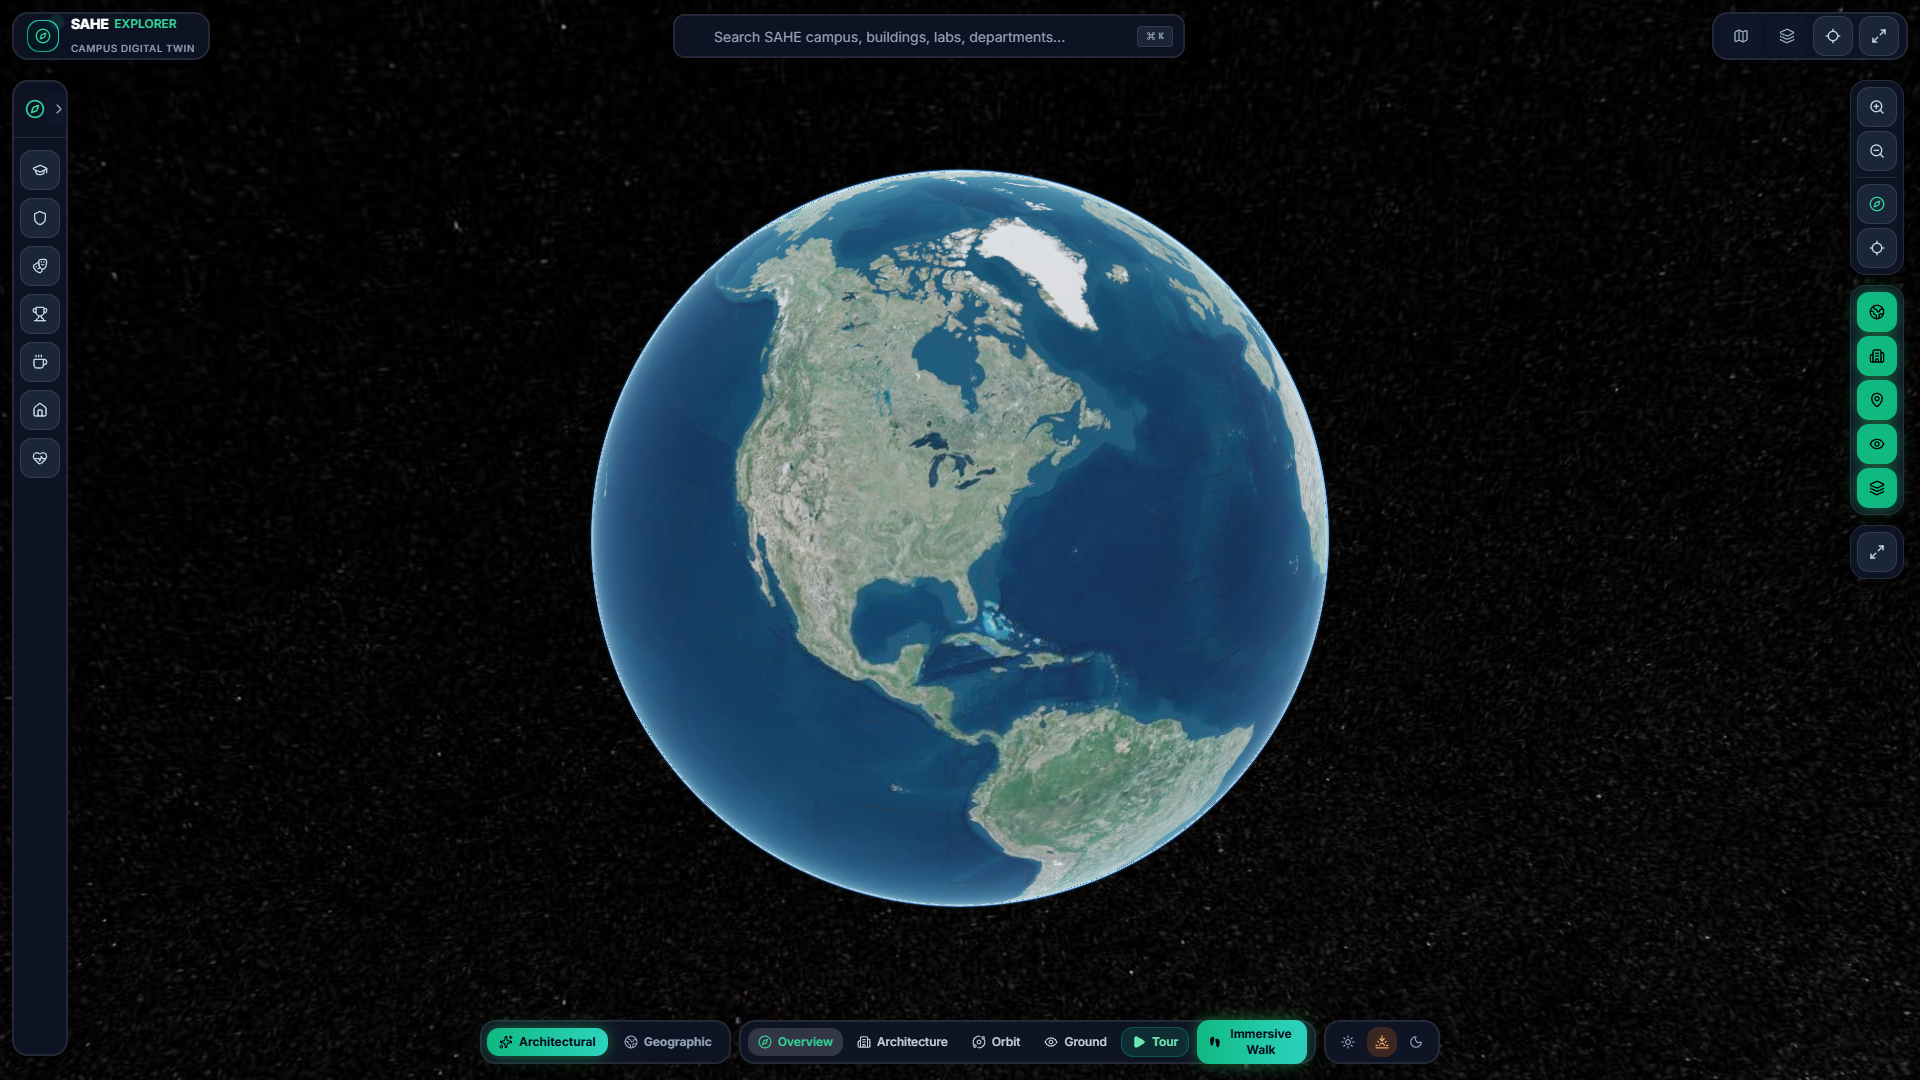 SAHE EXPLORER
CAMPUS DIGITAL TWIN
Search SAHE campus, buildings, labs, departments...
⌘ K
Architectural
Geographic
Overview
Architecture
Orbit
Ground
Tour
Immersive
Walk